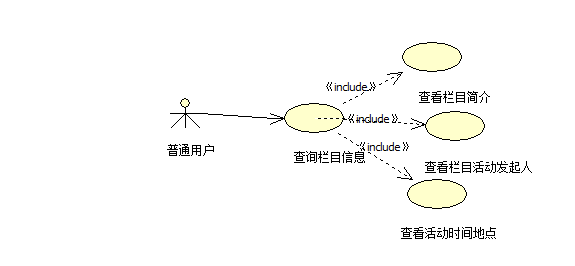 《include》
查看栏目简介
《include》
普通用户
查询栏目信息
《include》
查看栏目活动发起人
查看活动时间地点